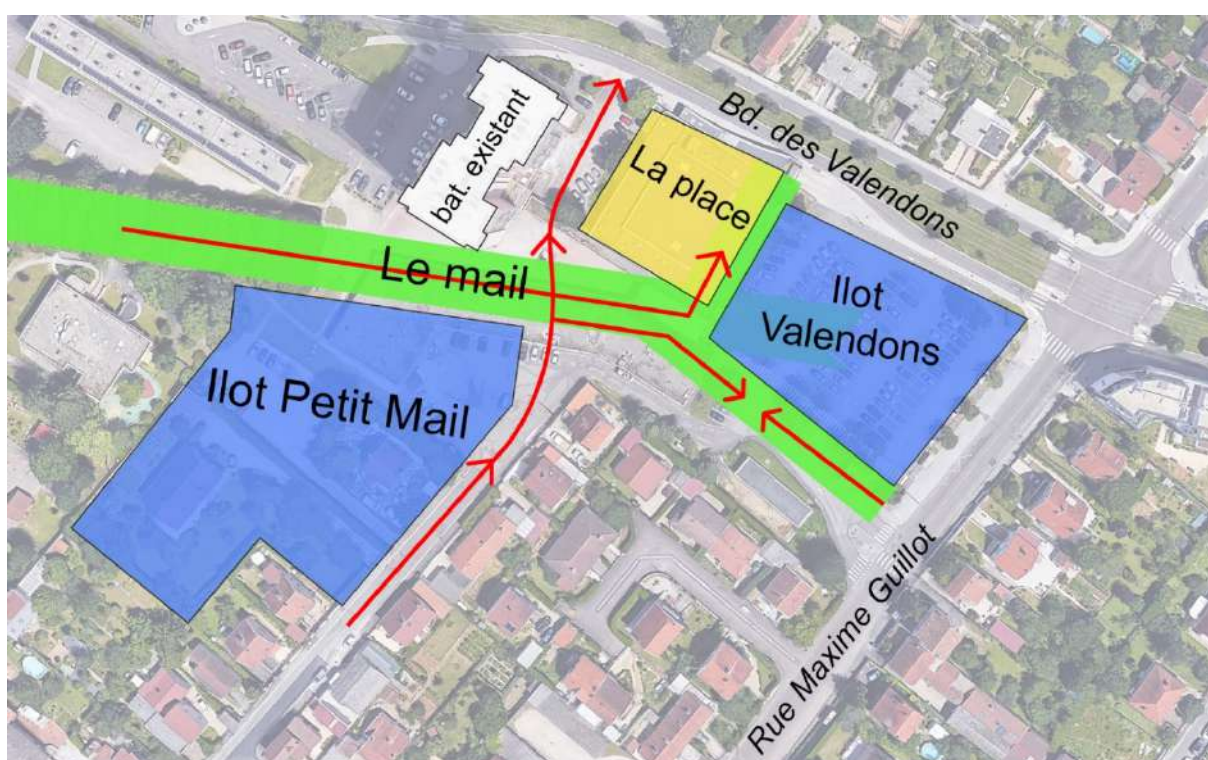 bat. existant
La place
Bd. des Valendons
Le mail
Ilot
Valendons
Ilot Petit Mail
Rue Maxime Guillot